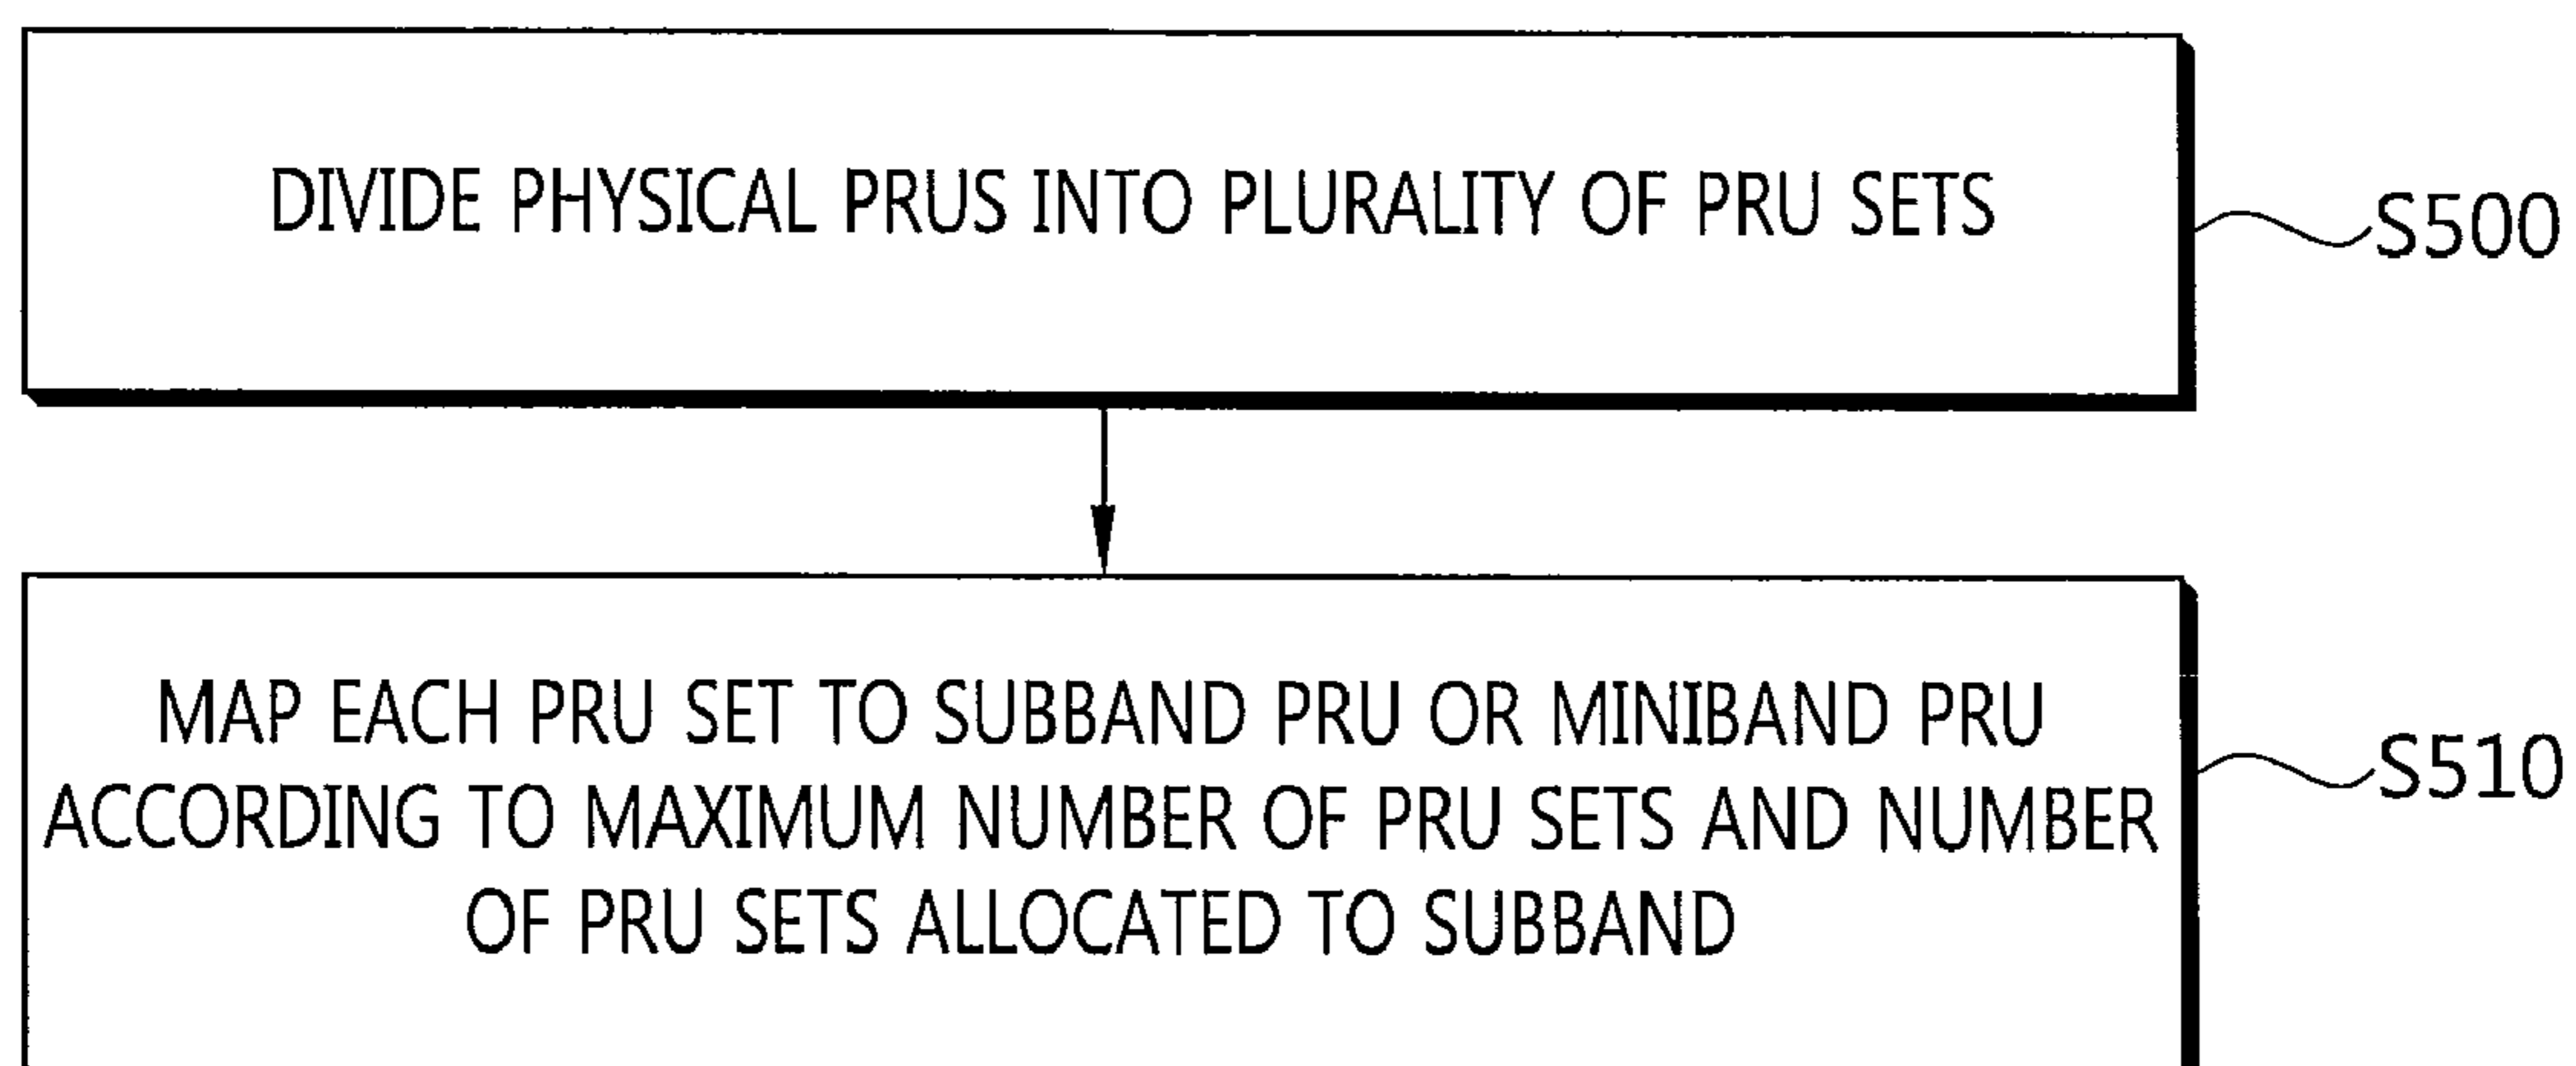 DIVIDE PHYSICAL PRUS INTO PLURALITY OF PRU SETS
S500
MAP EACH PRU SET TO SUBBAND PRU OR MINIBAND PRU
ACCORDING TO MAXIMUM NUMBER OF PRU SETS AND NUMBER
OF PRU SETS ALLOCATED TO SUBBAND
S510